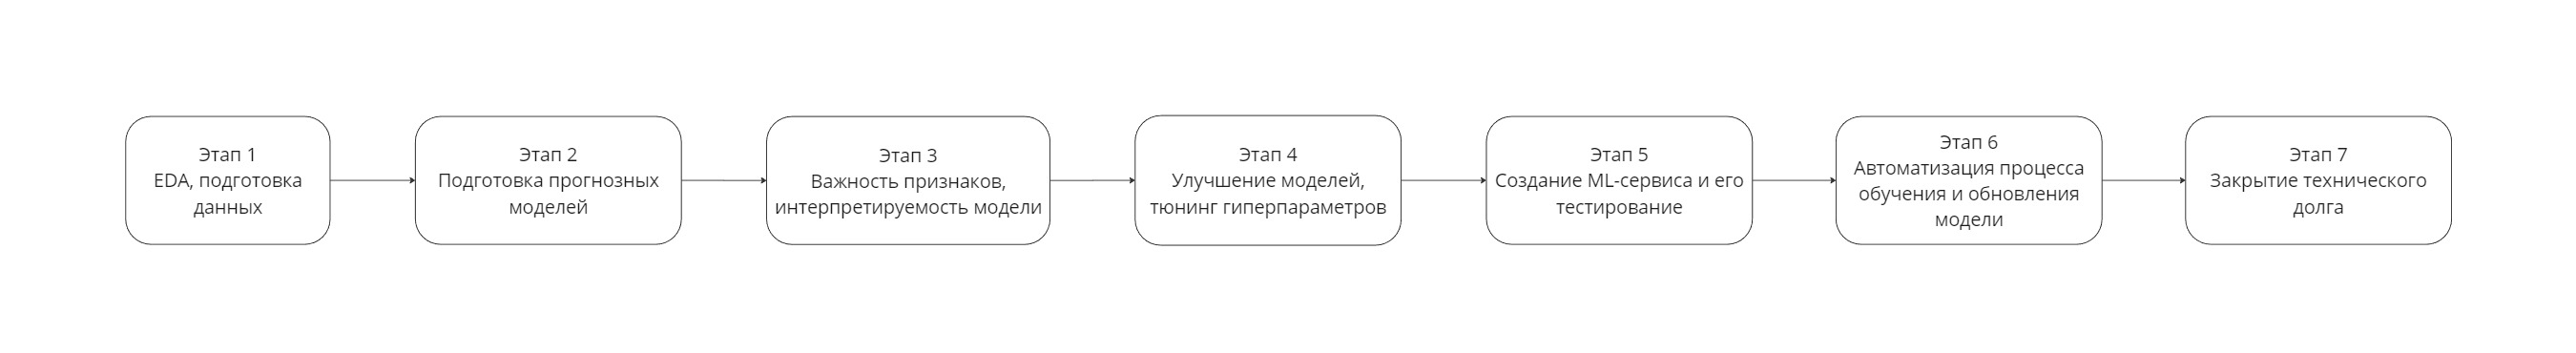 Этап 1
EDA, подготовка
данных
Этап 2
Подготовка прогнозных
моделей
Этап 3
Важность признаков,
интерпретируемость модели
Этап 4
Улучшение моделей,
тюнинг гиперпараметров
Этап 5
Создание ML-сервиса и его
тестирование
Этап 6
Автоматизация процесса
обучения и обновления
модели
Этап 7
Закрытие технического
долга